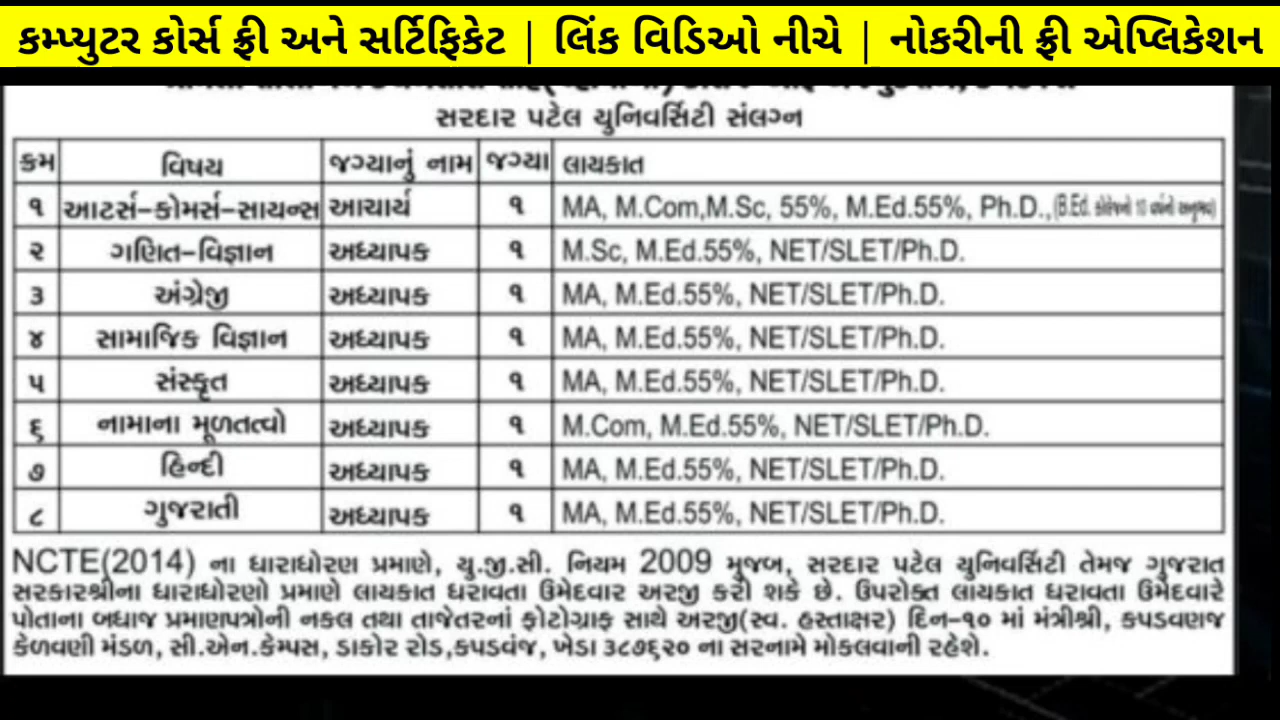 કમ્પ્યુટર કોર્સ ફ્રી અને સર્ટિફિકેટ | લિંક વિડિઓ નીચે | નોકરીની ફ્રી એપ્લિકેશન
સરદાર પટેલ યુનિવર્સિટી સંલગ્ન
ક્રમ વિષય જગ્યાનું નામ જગ્યા લાયકાત
૧ આટર્સ-કોમર્સ-સાયન્સ આચાર્ય ૧ MA, M.Com,M.Sc, 55%, M.Ed.55%, Ph.D.,(B.Ed. કોલેજનો 10 વર્ષનો અનુભવ)
૨ ગણિત-વિજ્ઞાન અધ્યાપક ૧ M.Sc, M.Ed.55%, NET/SLET/Ph.D.
૩ અંગ્રેજી અધ્યાપક ૧ MA, M.Ed.55%, NET/SLET/Ph.D.
૪ સામાજિક વિજ્ઞાન અધ્યાપક ૧ MA, M.Ed.55%, NET/SLET/Ph.D.
૫ સંસ્કૃત અધ્યાપક ૧ MA, M.Ed.55%, NET/SLET/Ph.D.
૬ નામાના મૂળતત્વો અધ્યાપક ૧ M.Com, M.Ed.55%, NET/SLET/Ph.D.
૭ હિન્દી અધ્યાપક ૧ MA, M.Ed.55%, NET/SLET/Ph.D.
૮ ગુજરાતી અધ્યાપક ૧ MA, M.Ed.55%, NET/SLET/Ph.D.
NCTE(2014) ના ધારાધોરણ પ્રમાણે, યુ.જી.સી. નિયમ 2009 મુજબ, સરદાર પટેલ યુનિવર્સિટી તેમજ ગુજરાત
સરકારશ્રીના ધારાધોરણો પ્રમાણે લાયકાત ધરાવતા ઉમેદવાર અરજી કરી શકે છે. ઉપરોક્ત લાયકાત ધરાવતા ઉમેદવારે
પોતાના બધાજ પ્રમાણપત્રોની નકલ તથા તાજેતરનાં ફોટોગ્રાફ સાથે અરજી(સ્વ. હસ્તાક્ષર) દિન-૧૦ માં મંત્રીશ્રી, કપડવણજ
કેળવણી મંડળ, સી.એન.કેમ્પસ, ડાકોર રોડ,કપડવંજ, ખેડા ૩૮૭૬૨૦ ના સરનામે મોકલવાની રહેશે.